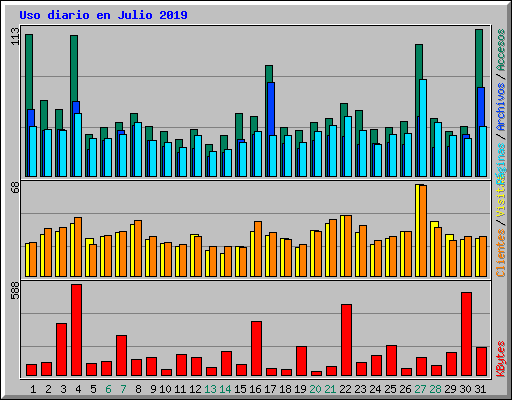 Uso diario en Julio 2019
113
68
588
Clientes / Visitas
Páginas / Archivos / Accesos
KBytes
1 2 3 4 5 6 7 8 9 10 11 12 13 14 15 16 17 18 19 20 21 22 23 24 25 26 27 28 29 30 31